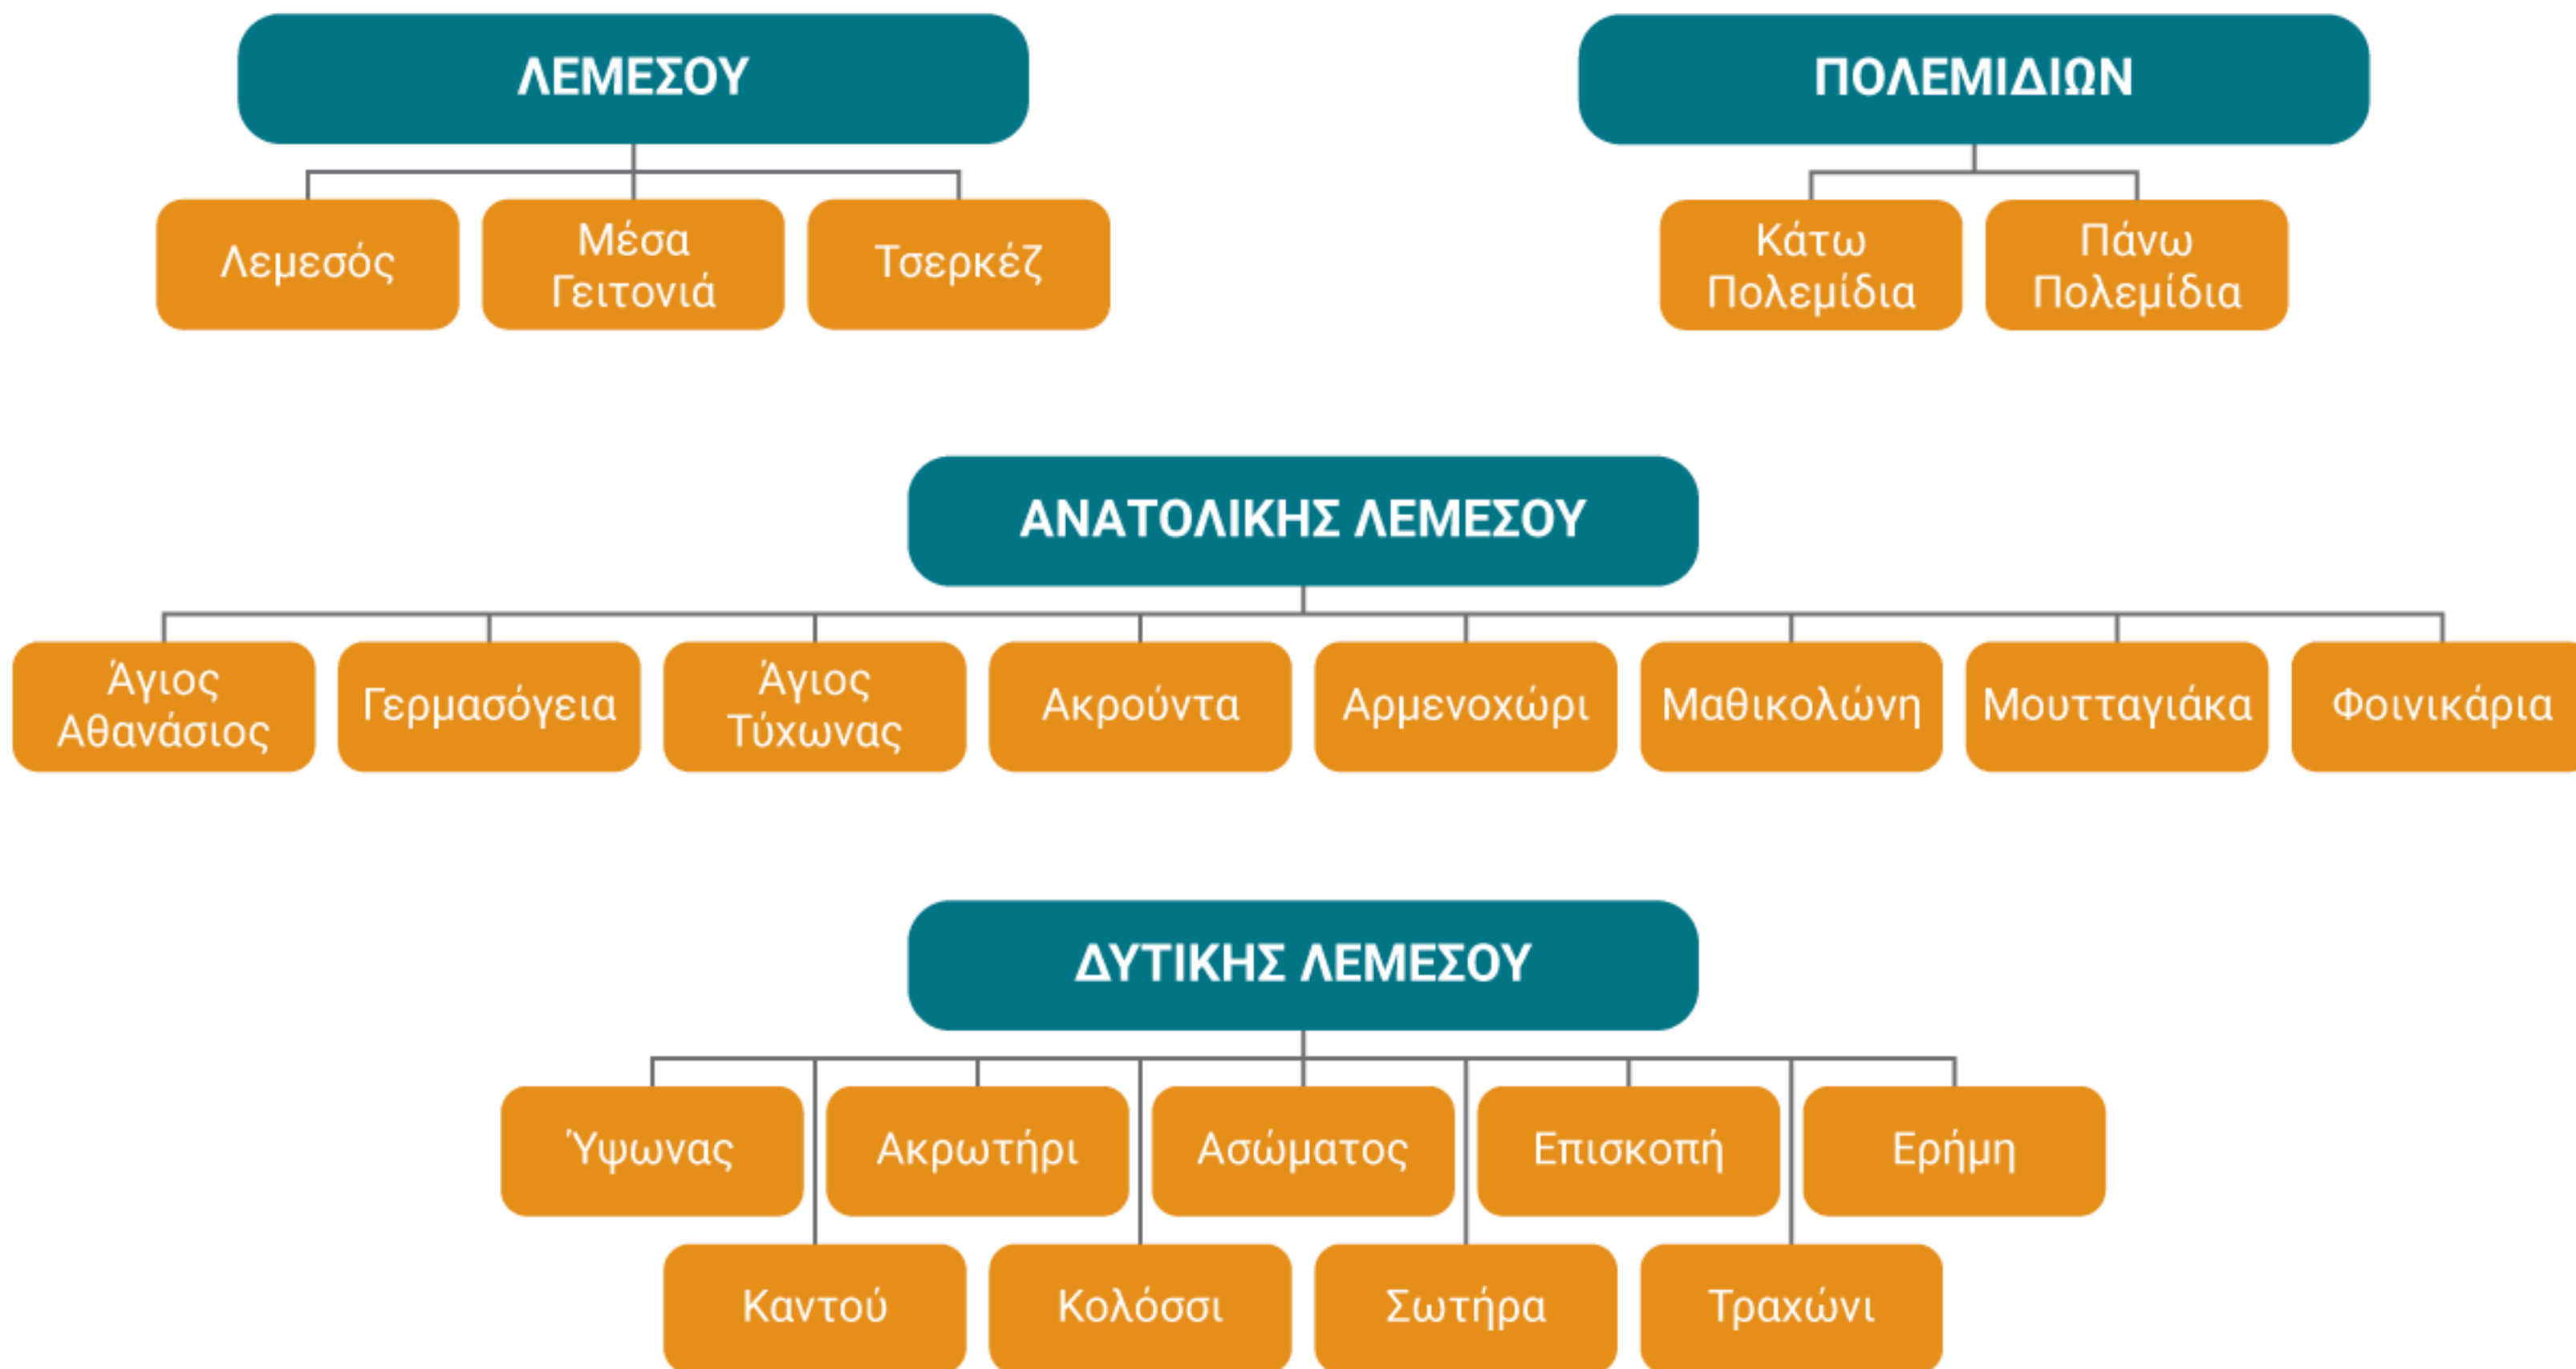 ΛΕΜΕΣΟΥ
ΠΟΛΕΜΙΔΙΩΝ
Λεμεσός
Μέσα
Γειτονιά
Τσερκέζ
Κάτω
Πολεμίδια
Πάνω
Πολεμίδια
ΑΝΑΤΟΛΙΚΗΣ ΛΕΜΕΣΟΥ
Άγιος
Αθανάσιος
Γερμασόγεια
Άγιος
Τύχωνας
Ακρούντα
Αρμενοχώρι
Μαθικολώνη
Μουτταγιάκα
Φοινικάρια
ΔΥΤΙΚΗΣ ΛΕΜΕΣΟΥ
Ύψωνας
Ακρωτήρι
Ασώματος
Επισκοπή
Ερήμη
Καντού
Κολόσσι
Σωτήρα
Τραχώνι